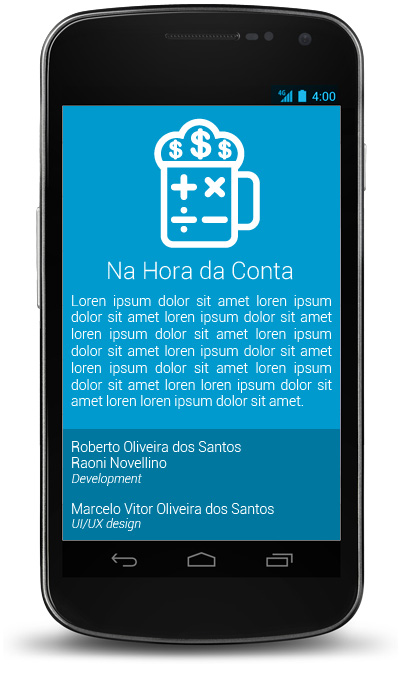 4G 4:00
$ $ $
Na Hora da Conta
Loren ipsum dolor sit amet loren ipsum
dolor sit amet loren ipsum dolor sit amet
loren ipsum dolor sit amet loren ipsum
dolor sit amet loren ipsum dolor sit amet
loren ipsum dolor sit amet loren ipsum
dolor sit amet loren loren ipsum dolor sit
amet loren loren ipsum dolor sit amet.
Roberto Oliveira dos Santos
Raoni Novellino
Development
Marcelo Vitor Oliveira dos Santos
UI/UX design